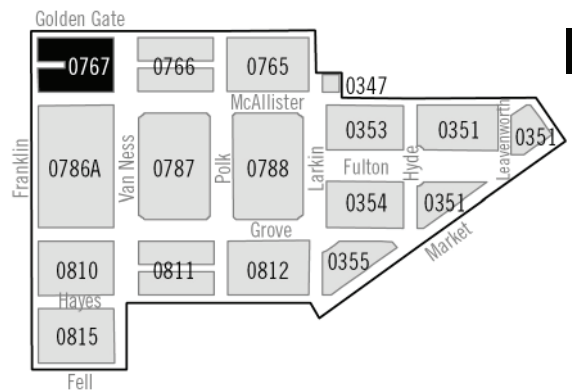 Golden Gate
0767
0766
0765
0347
McAllister
Franklin
0786A
Van Ness
0787
Polk
0788
Larkin
0353
Fulton
0354
Hyde
0351
Leavenworth
0351
0351
Market
Grove
0810
0811
0812
0355
Hayes
0815
Fell